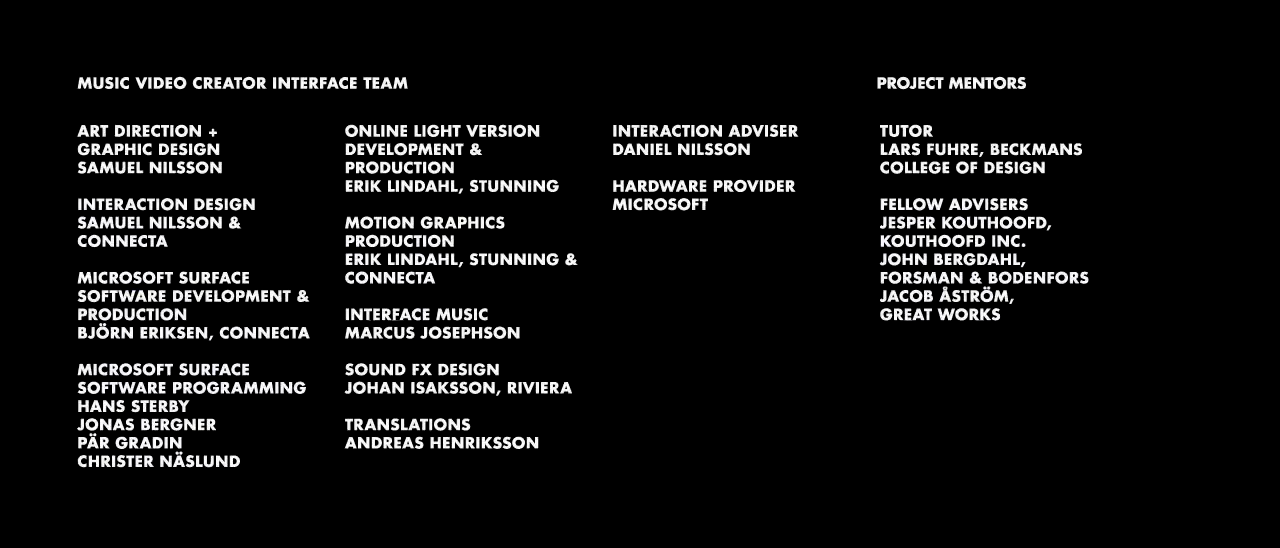 MUSIC VIDEO CREATOR INTERFACE TEAM
ART DIRECTION +
GRAPHIC DESIGN
SAMUEL NILSSON
INTERACTION DESIGN
SAMUEL NILSSON &
CONNECTA
MICROSOFT SURFACE
SOFTWARE DEVELOPMENT &
PRODUCTION
BJÖRN ERIKSEN, CONNECTA
MICROSOFT SURFACE
SOFTWARE PROGRAMMING
HANS STERBY
JONAS BERGNER
PÄR GRADIN
CHRISTER NÄSLUND
ONLINE LIGHT VERSION
DEVELOPMENT &
PRODUCTION
ERIK LINDAHL, STUNNING
MOTION GRAPHICS
PRODUCTION
ERIK LINDAHL, STUNNING &
CONNECTA
INTERFACE MUSIC
MARCUS JOSEPHSON
SOUND FX DESIGN
JOHAN ISAKSSON, RIVIERA
TRANSLATIONS
ANDREAS HENRIKSSON
INTERACTION ADVISER
DANIEL NILSSON
HARDWARE PROVIDER
MICROSOFT
PROJECT MENTORS
TUTOR
LARS FUHRE, BECKMANS
COLLEGE OF DESIGN
FELLOW ADVISERS
JESPER KOUTHOOFD,
KOUTHOOFD INC.
JOHN BERGDAHL,
FORSMAN & BODENFORS
JACOB ÅSTRÖM,
GREAT WORKS